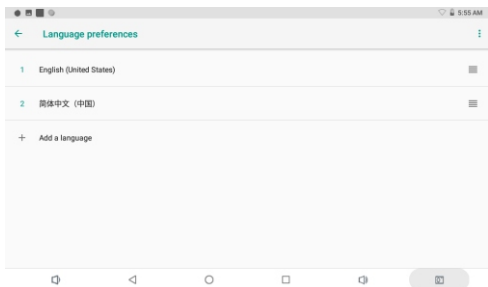 5:55 AM
Language preferences
1 English (United States)
2 简体中文（中国）
Add a language